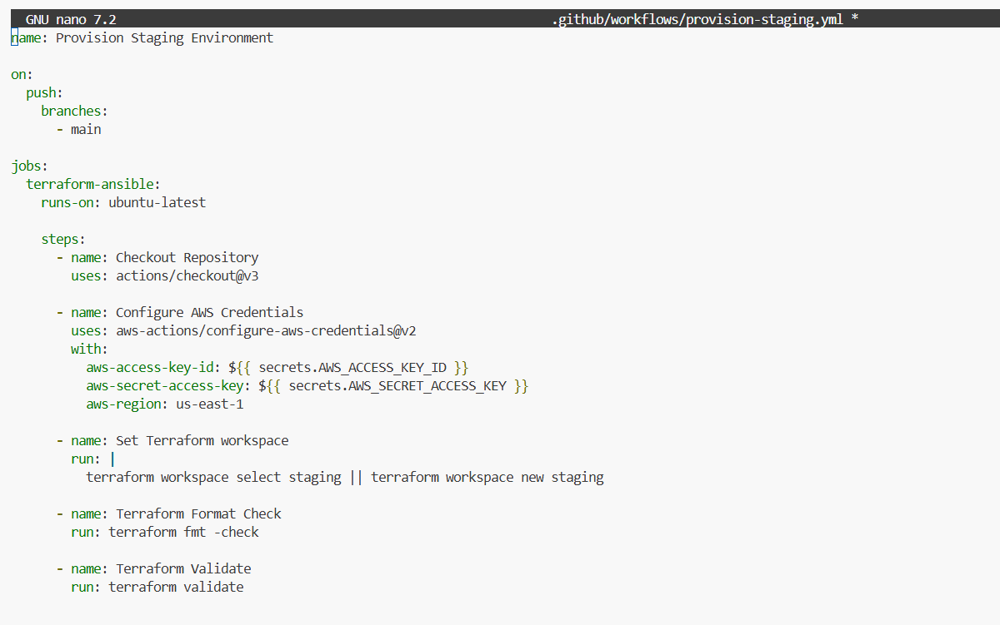 GNU nano 7.2 .github/workflows/provision-staging.yml *
name: Provision Staging Environment

on:
  push:
    branches:
      - main

jobs:
  terraform-ansible:
    runs-on: ubuntu-latest

    steps:
      - name: Checkout Repository
        uses: actions/checkout@v3

      - name: Configure AWS Credentials
        uses: aws-actions/configure-aws-credentials@v2
        with:
          aws-access-key-id: ${{ secrets.AWS_ACCESS_KEY_ID }}
          aws-secret-access-key: ${{ secrets.AWS_SECRET_ACCESS_KEY }}
          aws-region: us-east-1

      - name: Set Terraform workspace
        run: |
          terraform workspace select staging || terraform workspace new staging

      - name: Terraform Format Check
        run: terraform fmt -check

      - name: Terraform Validate
        run: terraform validate